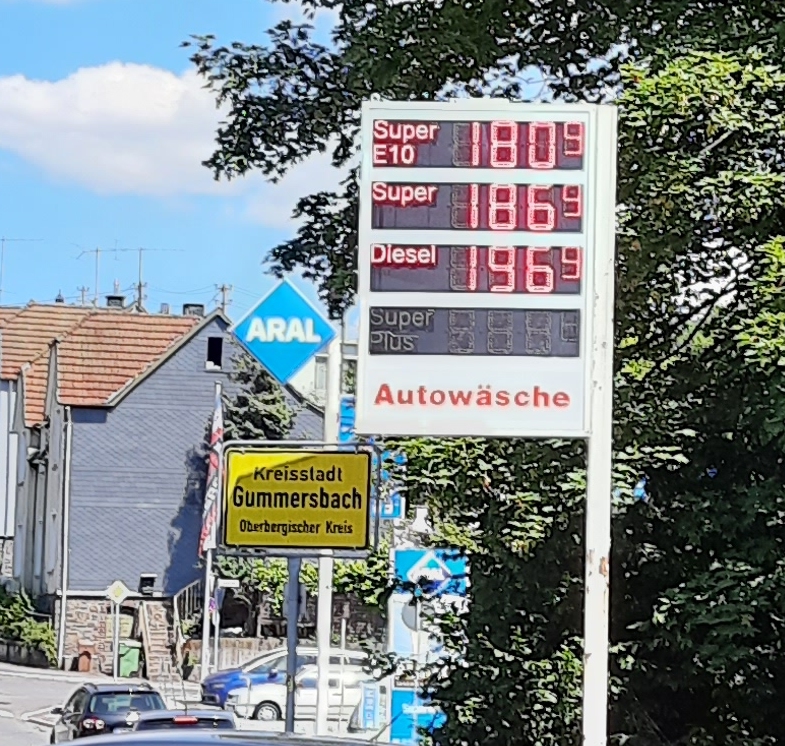 Super
E10 180⁹
Super 186⁹
Diesel 196⁹
Super
Plus
Autowäsche
ARAL
Kreisstadt
Gummersbach
Oberbergischer Kreis